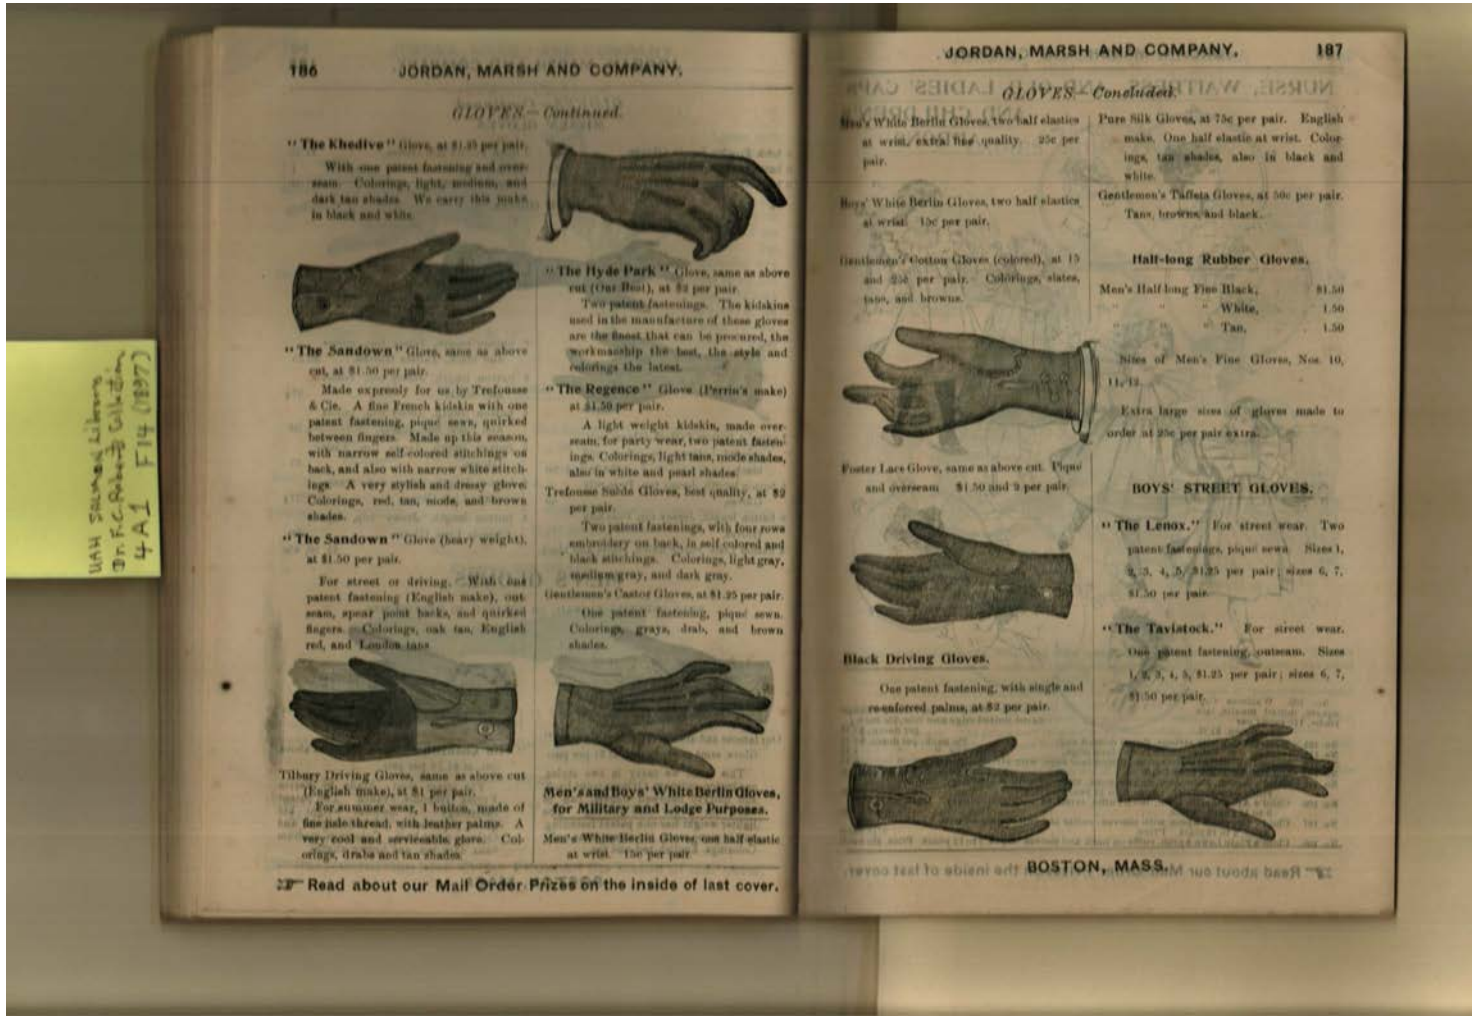 UAH Salmon Library
Dr. F.C. Roberts Collection
4A1 F14 (1897)
186 JORDAN, MARSH AND COMPANY.
GLOVES.—Continued.
"The Khedive" Glove, at $1.25 per pair.
With one patent fastening and over-
seam. Colorings, light, medium, and
dark tan shades. We carry this make
in black and white.
"The Sandown" Glove, same as above
cut, at $1.50 per pair.
Made expressly for us by Trefousse
& Cie. A fine French kidskin with one
patent fastening, piqué sewn, quirked
between fingers. Made up this season,
with narrow self-colored stitchings on
back, and also with narrow white stitch-
ings. A very stylish and dressy glove.
Colorings, red, tan, mode, and brown
shades.
"The Sandown" Glove (heavy weight),
at $1.50 per pair.
For street or driving. With one
patent fastening (English make), out
seam, spear point backs, and quirked
fingers. Colorings, oak tan, English
red, and London tans.
Tilbury Driving Gloves, same as above cut
(English make), at $1 per pair.
For summer wear, 1 button, made of
fine lisle thread, with leather palms. A
very cool and serviceable glove. Col-
orings, drabs and tan shades.
"The Hyde Park" Glove, same as above
cut (Our Best), at $2 per pair.
Two patent fastenings. The kidskins
used in the manufacture of these gloves
are the finest that can be procured, the
workmanship the best, the style and
colorings the latest.
"The Regence" Glove (Perrin's make)
at $1.50 per pair.
A light weight kidskin, made over-
seam, for party wear, two patent fasten-
ings. Colorings, light tans, mode shades,
also in white and pearl shades.
Trefousse Suède Gloves, best quality, at $2
per pair.
Two patent fastenings, with four rows
embroidery on back, in self colored and
black stitchings. Colorings, light gray,
medium gray, and dark gray.
Gentlemen's Castor Gloves, at $1.25 per pair.
One patent fastening, piqué sewn.
Colorings, grays, drab, and brown
shades.
Men's and Boys' White Berlin Gloves,
for Military and Lodge Purposes.
Men's White Berlin Gloves, one half elastic
at wrist. 15c per pair.
Read about our Mail Order Prizes on the inside of last cover.
JORDAN, MARSH AND COMPANY. 187
GLOVES—Concluded.
Men's White Berlin Gloves, two half elastics
at wrist, extra fine quality. 25c per
pair.
Boys' White Berlin Gloves, two half elastics
at wrist. 15c per pair.
Gentlemen's Cotton Gloves (colored), at 15
and 25c per pair. Colorings, slates,
tans, and browns.
Foster Lace Glove, same as above cut. Piqué
and overseam $1.50 and 2 per pair.
Black Driving Gloves.
One patent fastening, with single and
re-enforced palms, at $2 per pair.
Pure Silk Gloves, at 75c per pair. English
make. One half elastic at wrist. Color-
ings, tan shades, also in black and
white.
Gentlemen's Taffeta Gloves, at 50c per pair.
Tans, browns, and black.
Half-long Rubber Gloves.
Men's Half-long Fine Black, $1.50
" " " White, 1.50
" " " Tan, 1.50
Sizes of Men's Fine Gloves, Nos. 10,
11, 12.
Extra large sizes of gloves made to
order at 25c per pair extra.
BOYS' STREET GLOVES.
"The Lenox." For street wear. Two
patent fastenings, piqué sewn. Sizes 1,
2, 3, 4, 5, $1.25 per pair; sizes 6, 7,
$1.50 per pair.
"The Tavistock." For street wear.
One patent fastening, outseam. Sizes
1, 2, 3, 4, 5, $1.25 per pair; sizes 6, 7,
$1.50 per pair.
BOSTON, MASS.